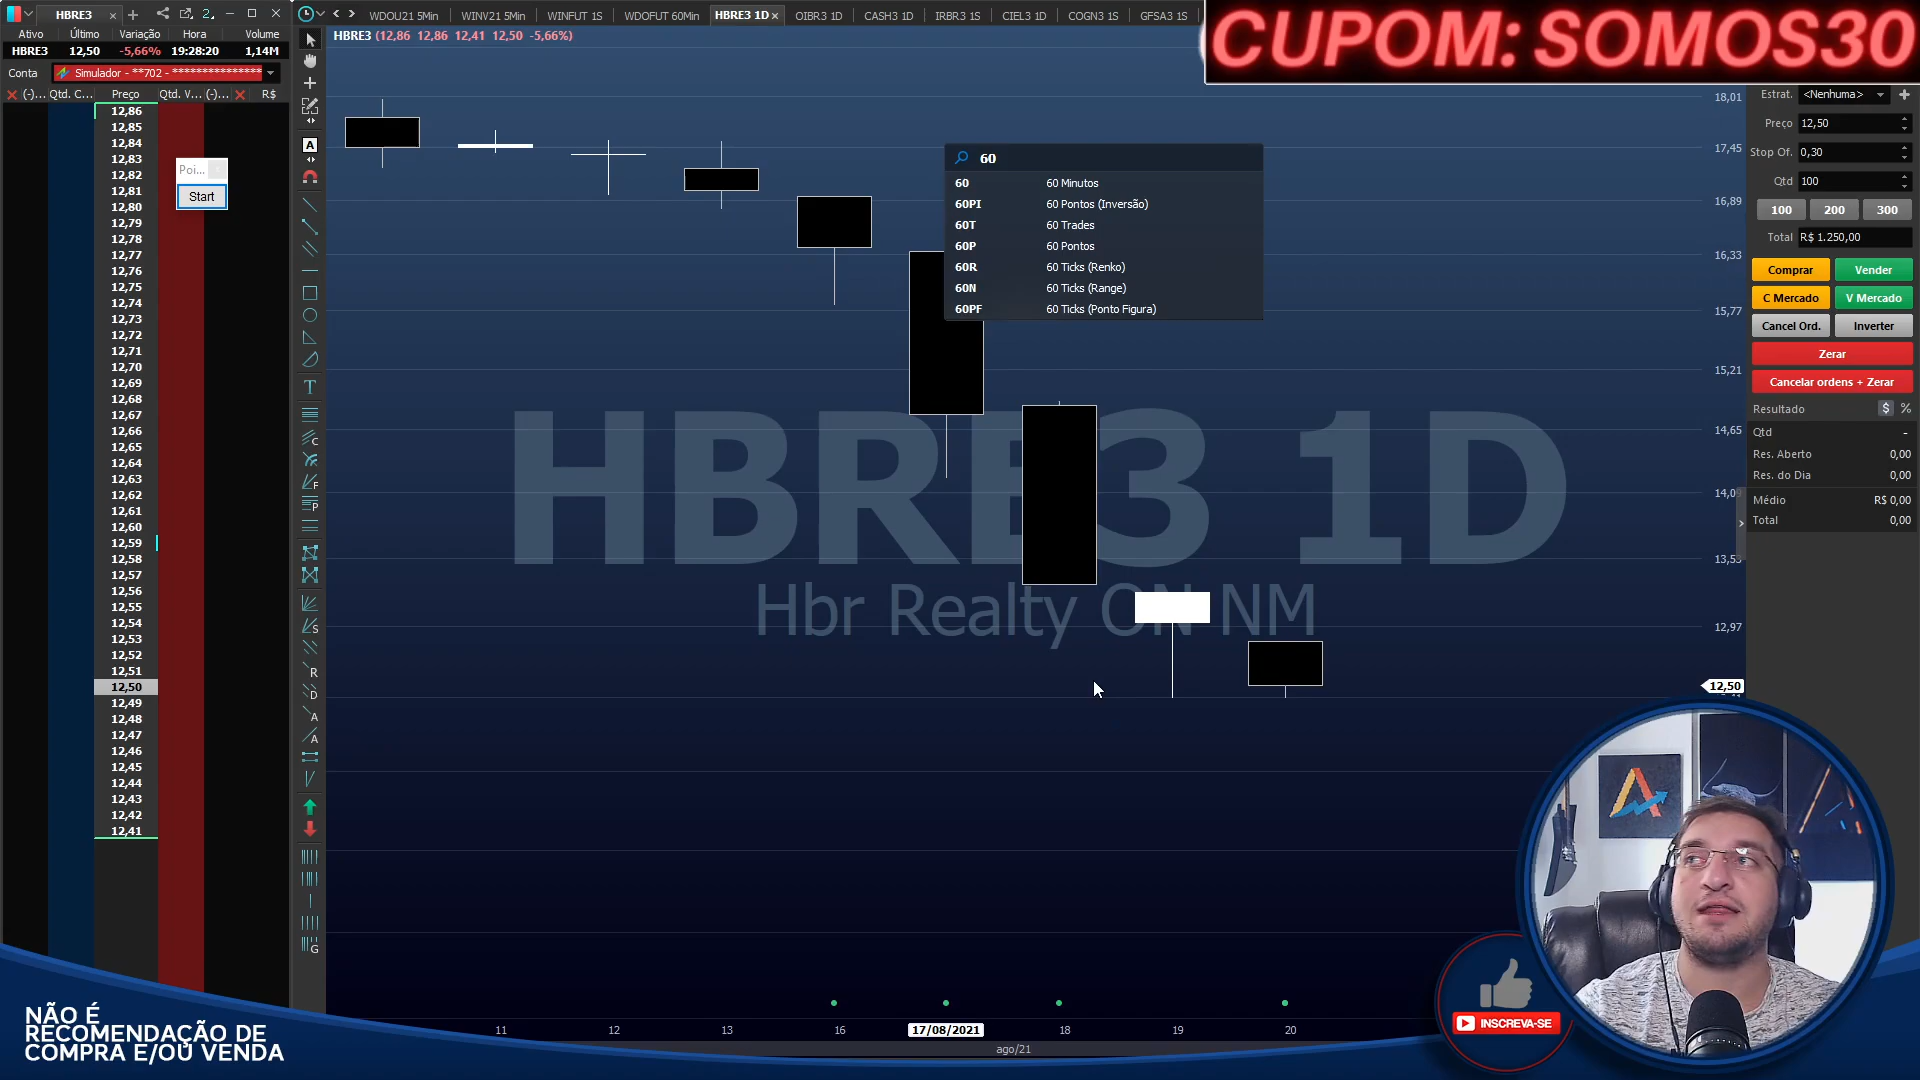 HBRE3
WDOU21 5Min
WINV21 5Min
WINFUT 1S
WDOFUT 60Min
HBRE3 1D
OIBR3 1D
CASH3 1D
IRBR3 1S
CIEL3 1D
COGN3 1S
GFSA3 1S
CUPOM: SOMOS30
Ativo Último Variação Hora Volume
HBRE3 12,50 -5,66% 19:28:20 1,14M
Conta Simulador - **702 - ***************
(-)... Qtd. C... Preço Qtd. V... (-)... R$
12,86
12,85
12,84
12,83
12,82
12,81
12,80
12,79
12,78
12,77
12,76
12,75
12,74
12,73
12,72
12,71
12,70
12,69
12,68
12,67
12,66
12,65
12,64
12,63
12,62
12,61
12,60
12,59
12,58
12,57
12,56
12,55
12,54
12,53
12,52
12,51
12,50
12,49
12,48
12,47
12,46
12,45
12,44
12,43
12,42
12,41
Poi...
Start
HBRE3 (12,86 12,86 12,41 12,50 -5,66%)
60
60 60 Minutos
60PI 60 Pontos (Inversão)
60T 60 Trades
60P 60 Pontos
60R 60 Ticks (Renko)
60N 60 Ticks (Range)
60PF 60 Ticks (Ponto Figura)
HBRE3 1D
Hbr Realty ON NM
18,01
17,45
16,89
16,33
15,77
15,21
14,65
14,09
13,53
12,97
12,50
11 12 13 16 17/08/2021 18 19 20
ago/21
Estrat. <Nenhuma>
Preço 12,50
Stop Of. 0,30
Qtd 100
100 200 300
Total R$ 1.250,00
Comprar Vender
C Mercado V Mercado
Cancel Ord. Inverter
Zerar
Cancelar ordens + Zerar
Resultado $ %
Qtd -
Res. Aberto 0,00
Res. do Dia 0,00
Médio R$ 0,00
Total 0,00
NÃO É
RECOMENDAÇÃO DE
COMPRA E/OU VENDA
INSCREVA-SE